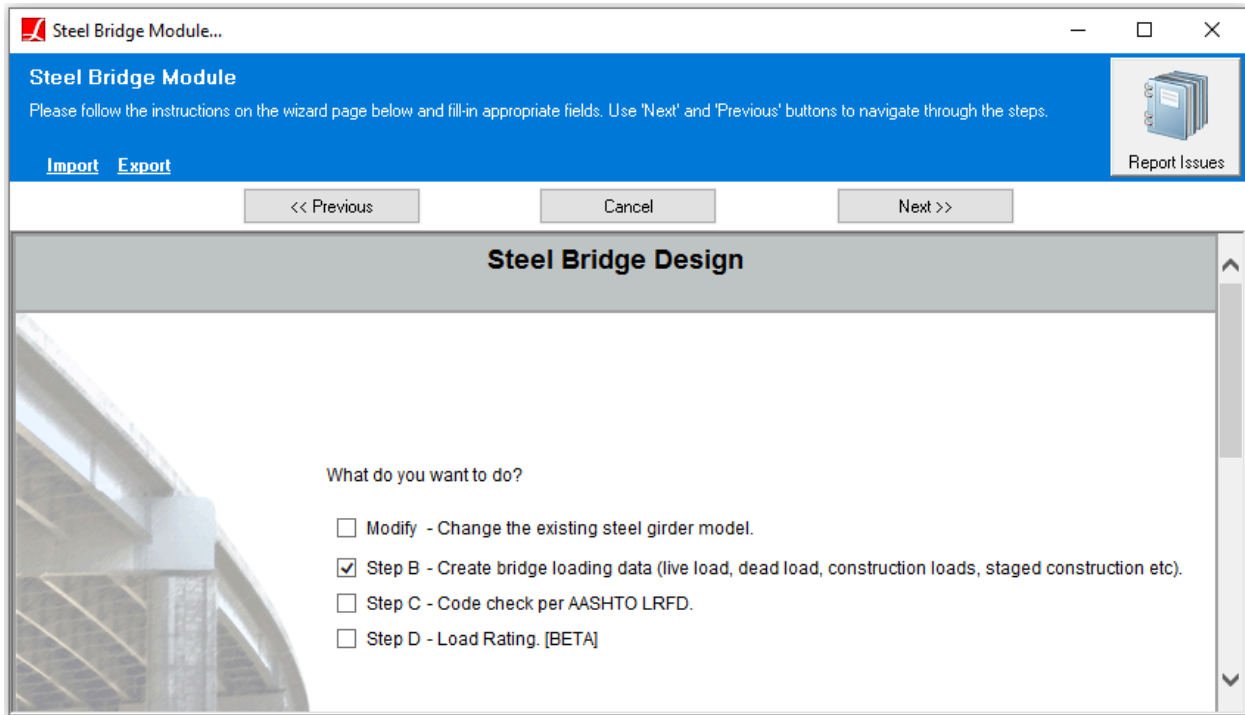 Steel Bridge Module...
Steel Bridge Module
Please follow the instructions on the wizard page below and fill-in appropriate fields. Use 'Next' and 'Previous' buttons to navigate through the steps.
Import Export
Report Issues
<< Previous Cancel Next >>
Steel Bridge Design
What do you want to do?
Modify - Change the existing steel girder model.
Step B - Create bridge loading data (live load, dead load, construction loads, staged construction etc).
Step C - Code check per AASHTO LRFD.
Step D - Load Rating. [BETA]